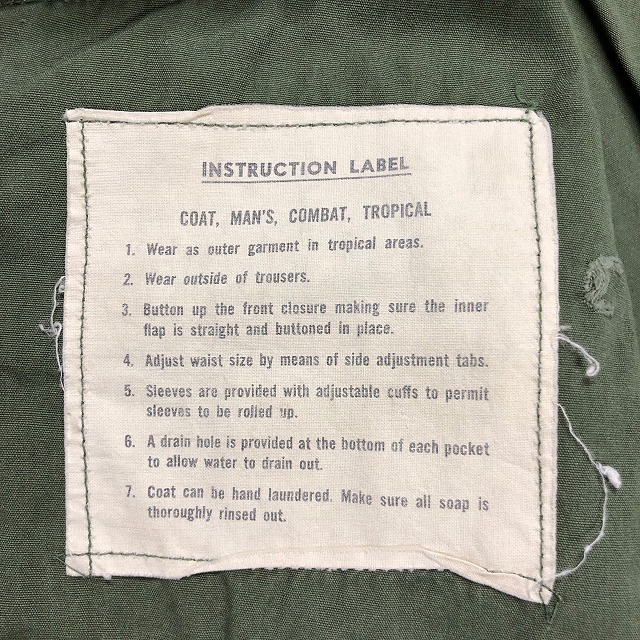 INSTRUCTION LABEL
COAT, MAN'S, COMBAT, TROPICAL
1. Wear as outer garment in tropical areas.
2. Wear outside of trousers.
3. Button up the front closure making sure the inner
flap is straight and buttoned in place.
4. Adjust waist size by means of side adjustment tabs.
5. Sleeves are provided with adjustable cuffs to permit
sleeves to be rolled up.
6. A drain hole is provided at the bottom of each pocket
to allow water to drain out.
7. Coat can be hand laundered. Make sure all soap is
thoroughly rinsed out.